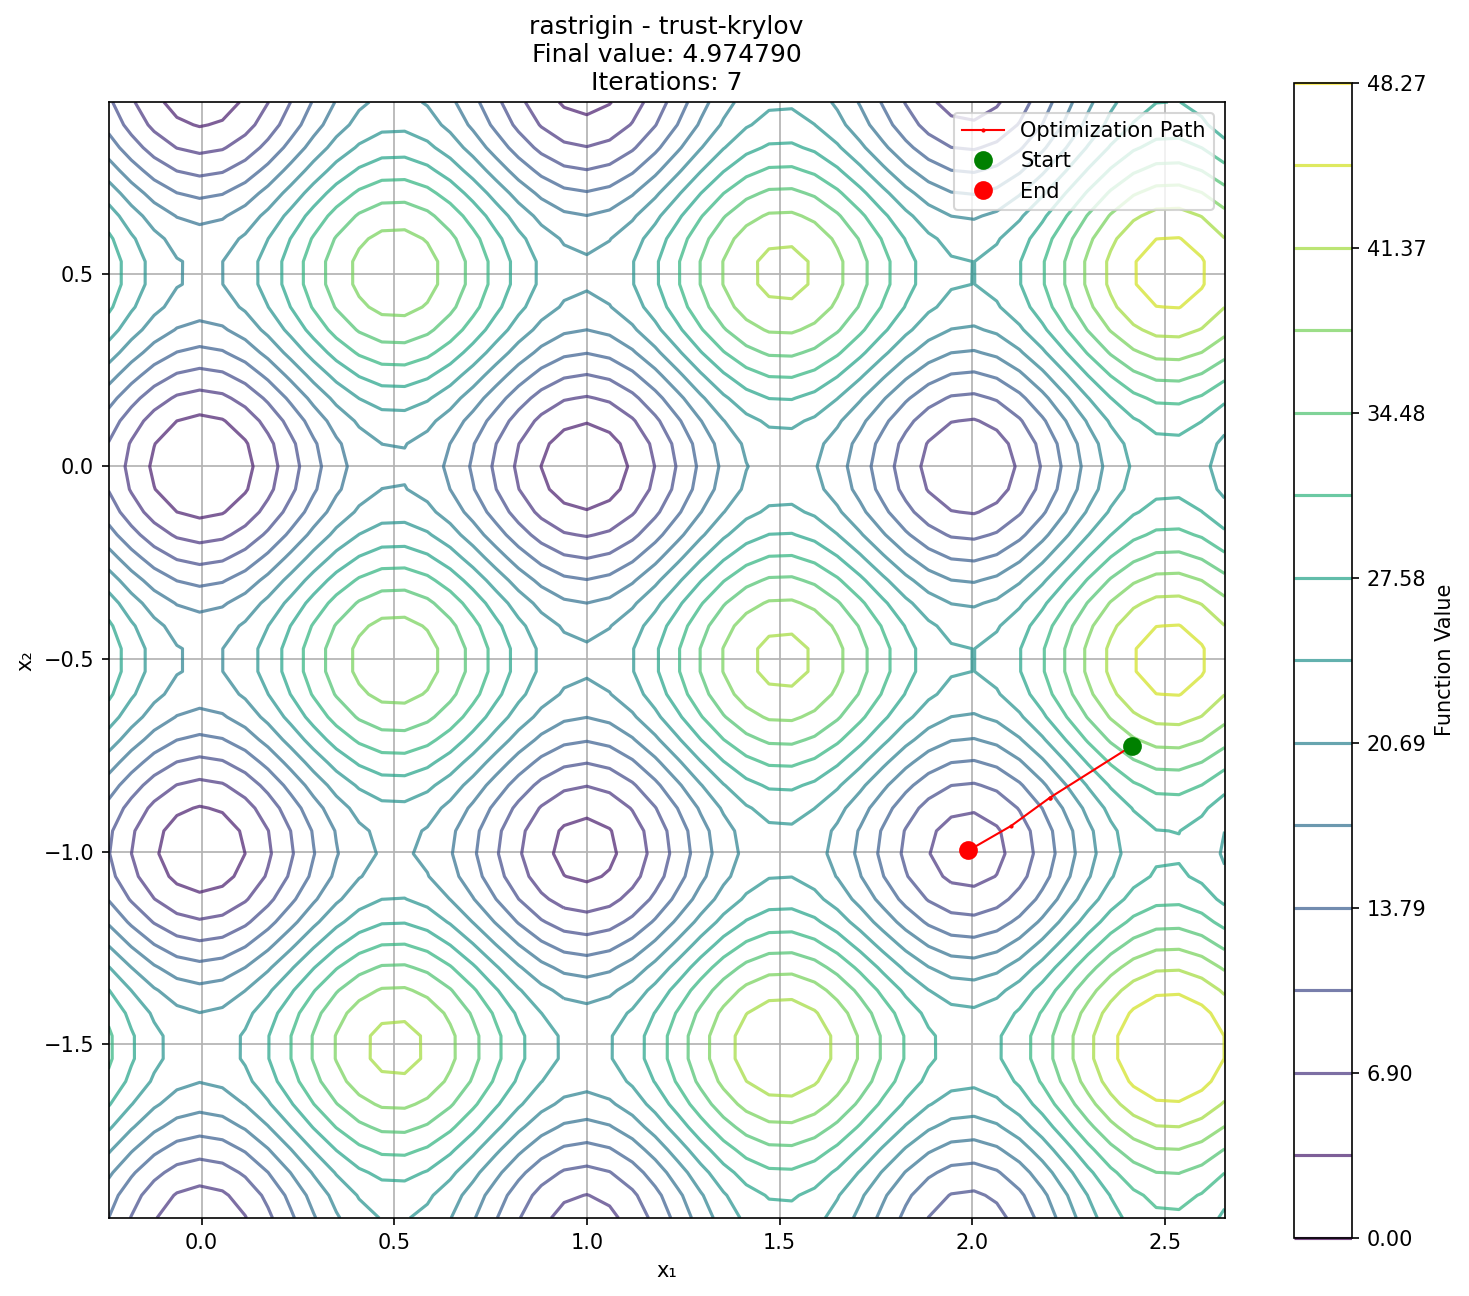 rastrigin - trust-krylov
Final value: 4.974790
Iterations: 7
Optimization Path
Start
End
0.5
0.0
−0.5
−1.0
−1.5
x₂
0.0
0.5
1.0
1.5
2.0
2.5
x₁
48.27
41.37
34.48
27.58
20.69
13.79
6.90
0.00
Function Value